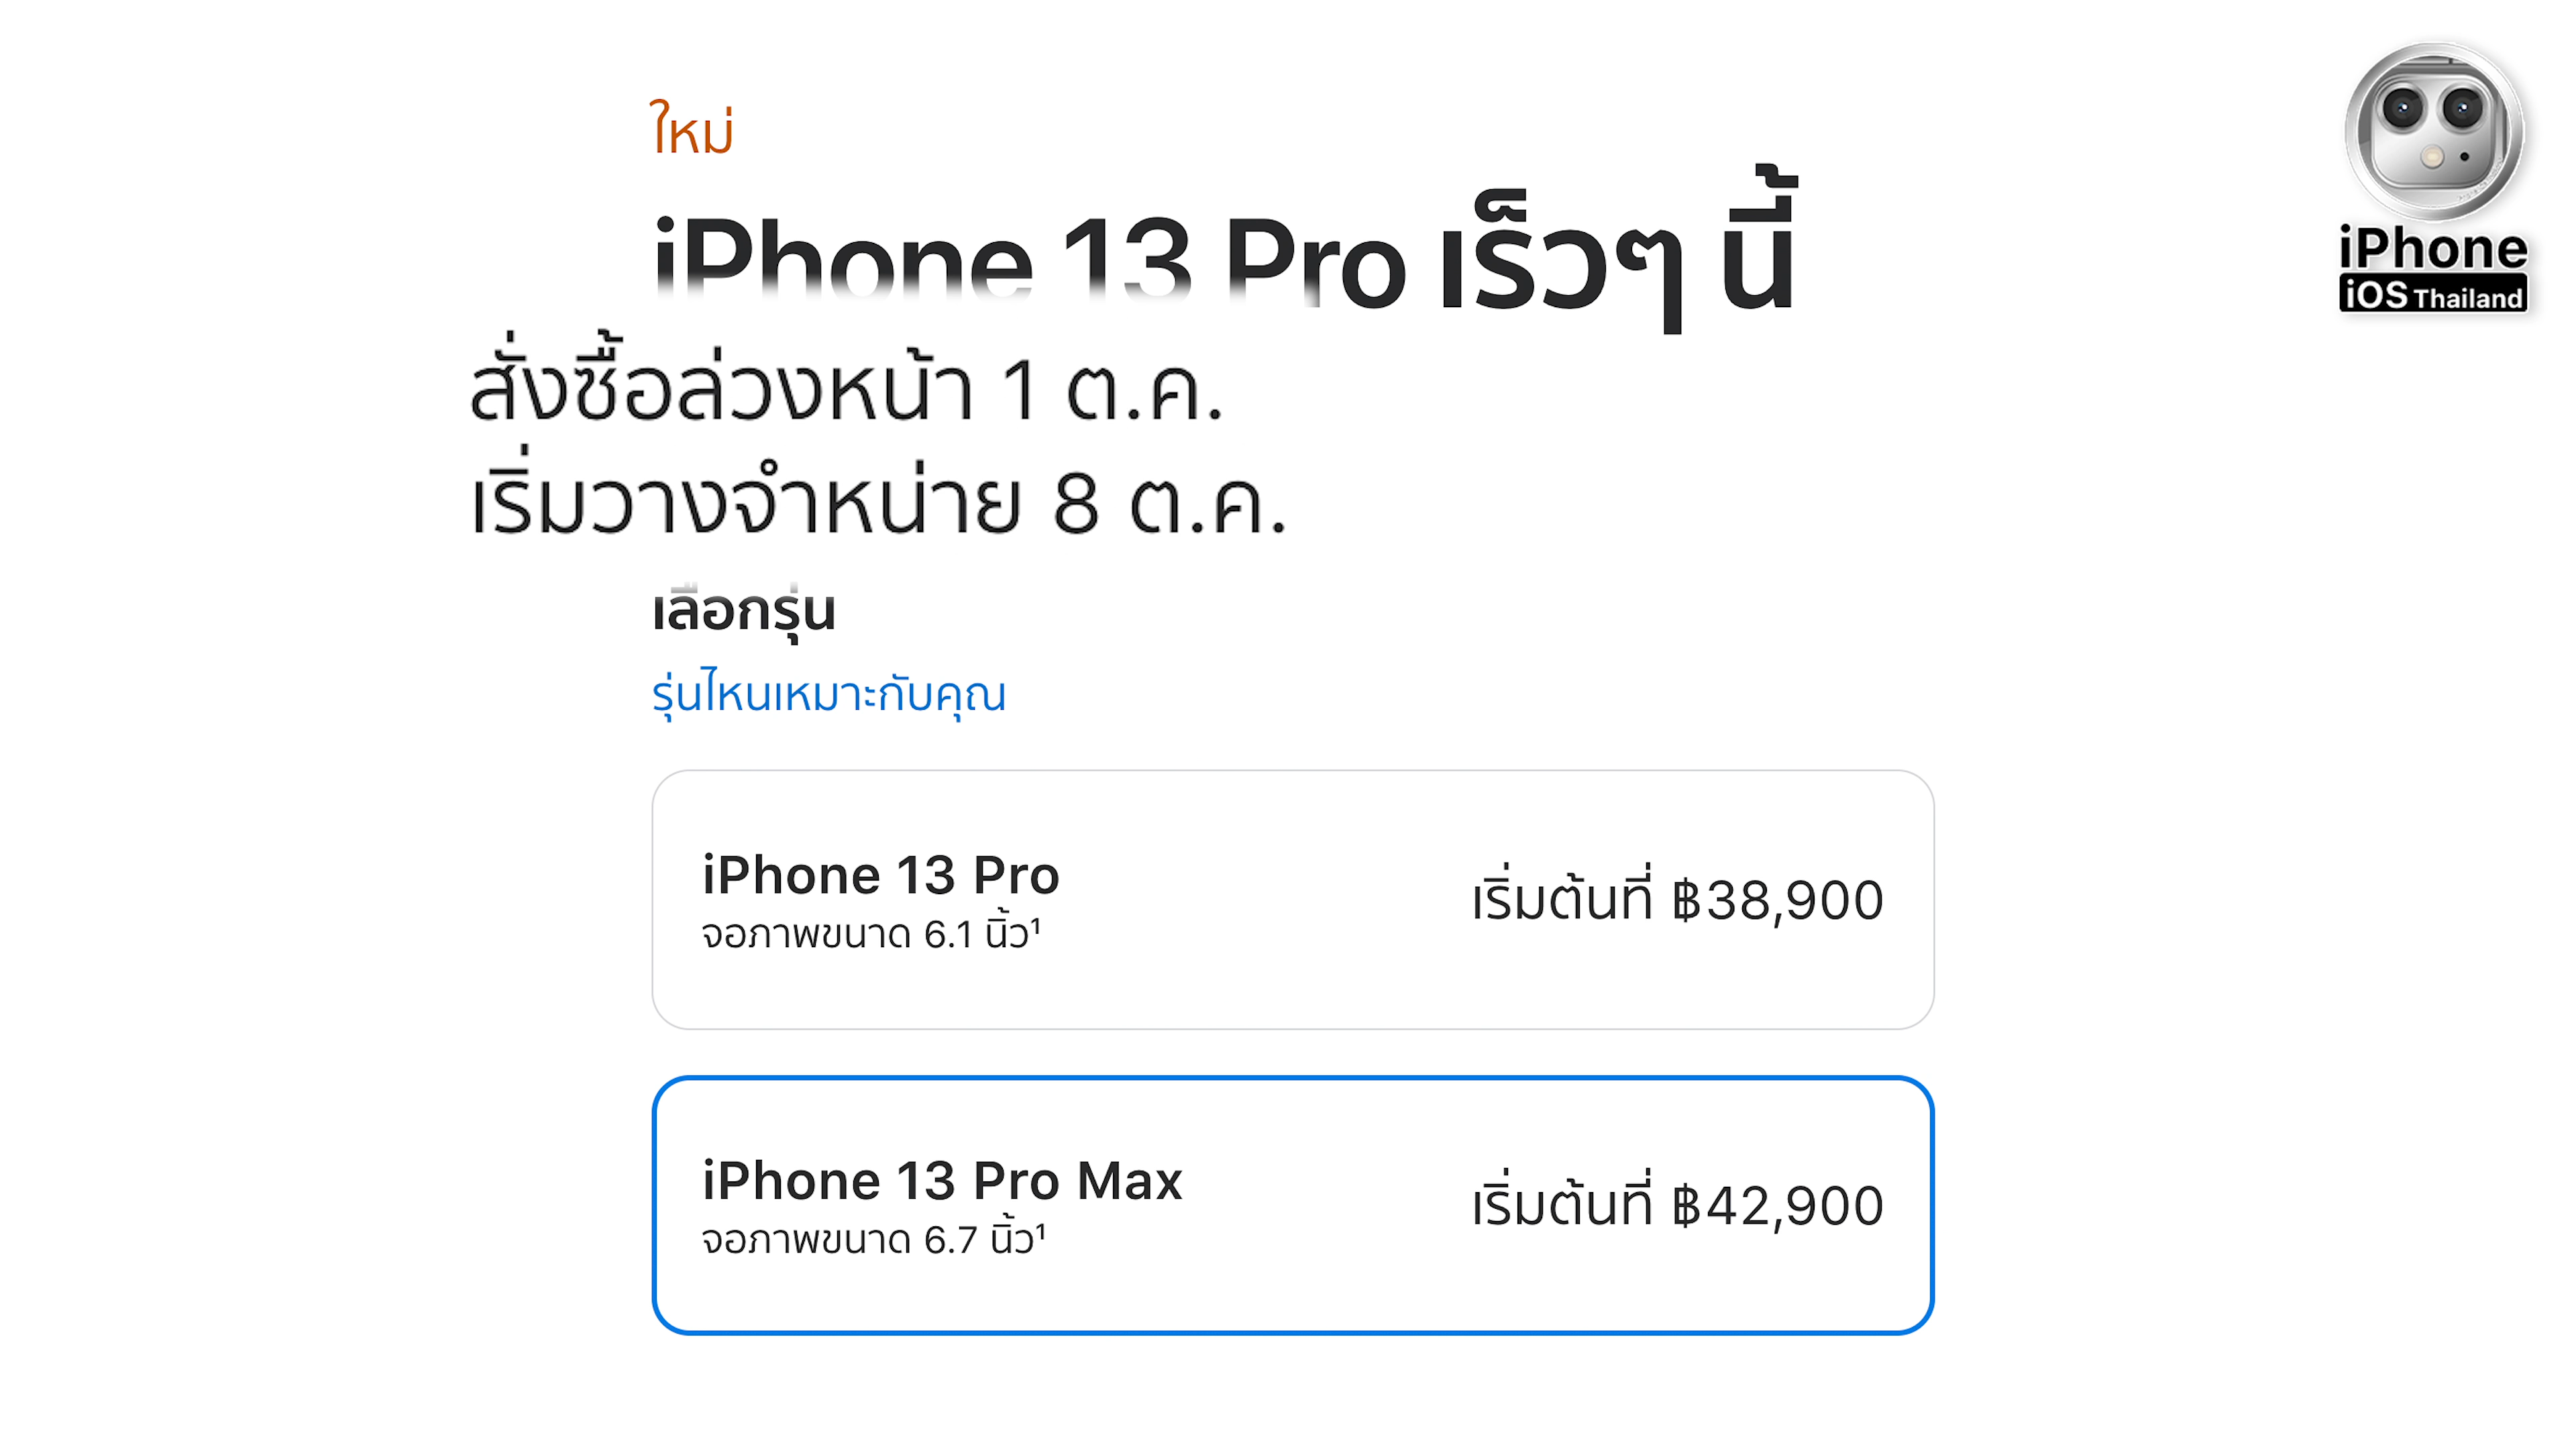 ใหม่
iPhone 13 Pro เร็วๆ นี้
สั่งซื้อล่วงหน้า 1 ต.ค.
เริ่มวางจำหน่าย 8 ต.ค.
เลือกรุ่น
รุ่นไหนเหมาะกับคุณ
iPhone 13 Pro
จอภาพขนาด 6.1 นิ้ว¹
เริ่มต้นที่ ฿38,900
iPhone 13 Pro Max
จอภาพขนาด 6.7 นิ้ว¹
เริ่มต้นที่ ฿42,900
iPhone
iOS Thailand